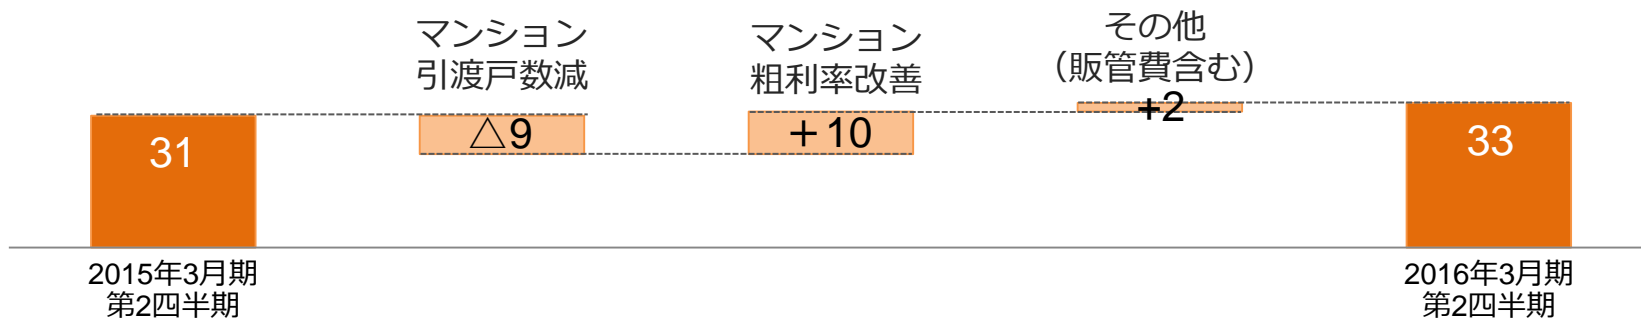 マンション
引渡戸数減
マンション
粗利率改善
その他
（販管費含む）
31
△9
＋10
+2
33
2015年3月期
第2四半期
2016年3月期
第2四半期